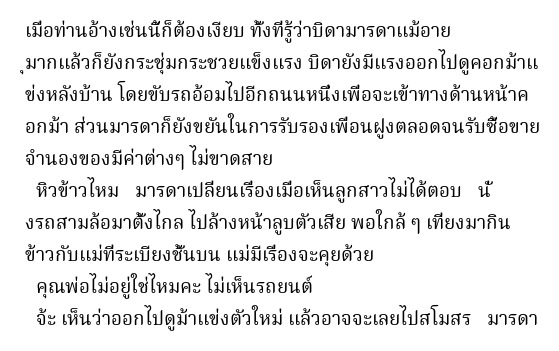 เมื่อท่านอ้างเช่นนี้ก็ต้องเงียบ ทั้งที่รู้ว่าบิดามารดาแม้อาย
ุมากแล้วก็ยังกระชุ่มกระชวยแข็งแรง บิดายังมีแรงออกไปดูคอกม้าแ
ข่งหลังบ้าน โดยขับรถอ้อมไปอีกถนนหนึ่งเพื่อจะเข้าทางด้านหน้าค
อกม้า ส่วนมารดาก็ยังขยันในการรับรองเพื่อนฝูงตลอดจนรับซื้อขาย
จำนองของมีค่าต่างๆ ไม่ขาดสาย
หิวข้าวไหม มารดาเปลี่ยนเรื่องเมื่อเห็นลูกสาวไม่ได้ตอบ นั่
งรถสามล้อมาตั้งไกล ไปล้างหน้าลูบตัวเสีย พอใกล้ ๆ เที่ยงมากิน
ข้าวกับแม่ที่ระเบียงชั้นบน แม่มีเรื่องจะคุยด้วย
คุณพ่อไม่อยู่ใช่ไหมคะ ไม่เห็นรถยนต์
จ้ะ เห็นว่าออกไปดูม้าแข่งตัวใหม่ แล้วอาจจะเลยไปสโมสร มารดา